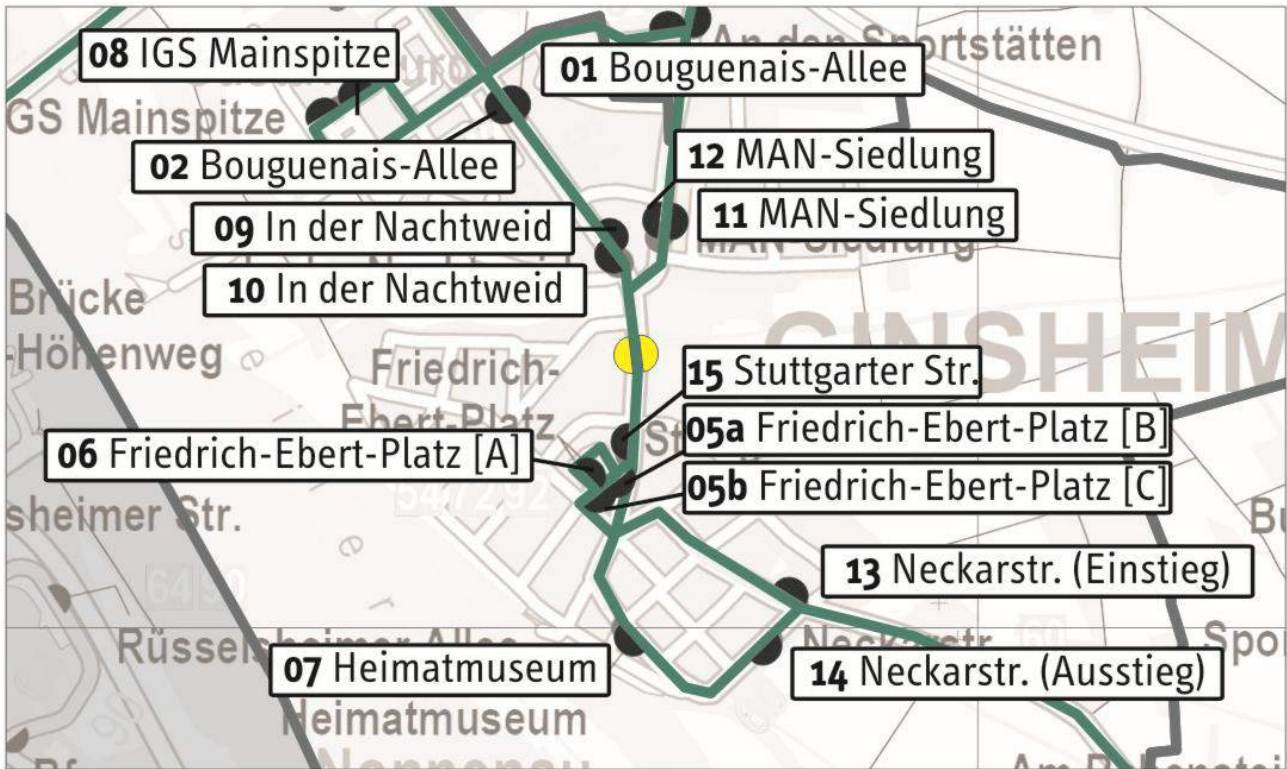 An den Sportstätten
08 IGS Mainspitze
01 Bouguenais-Allee
GS Mainspitze
02 Bouguenais-Allee
12 MAN-Siedlung
11 MAN-Siedlung
09 In der Nachtweid
MAN-Siedlung
10 In der Nachtweid
Brücke
-Höhenweg
GINSHEIM
Friedrich-
Ebert-Platz
15 Stuttgarter Str.
05a Friedrich-Ebert-Platz [B]
06 Friedrich-Ebert-Platz [A]
05b Friedrich-Ebert-Platz [C]
sheimer Str.
13 Neckarstr. (Einstieg)
Neckarstr.
07 Heimatmuseum
14 Neckarstr. (Ausstieg)
Heimatmuseum